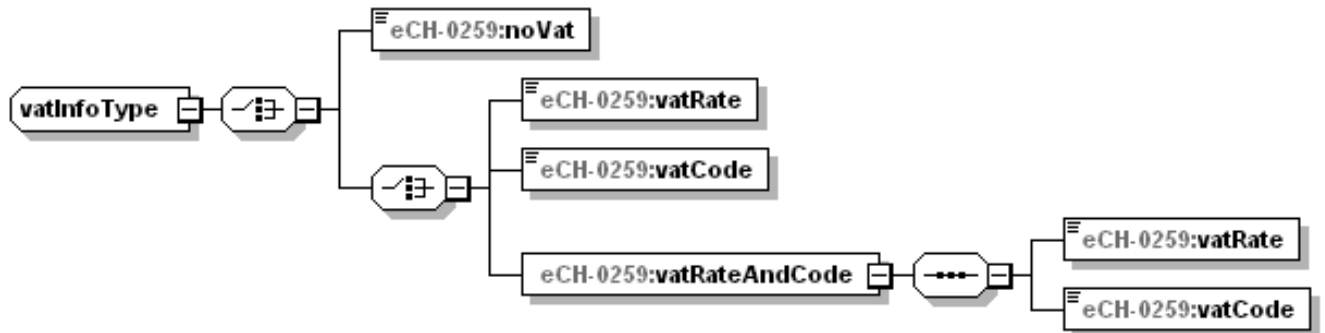 eCH-0259:noVat
vatInfoType
eCH-0259:vatRate
eCH-0259:vatCode
eCH-0259:vatRateAndCode
eCH-0259:vatRate
eCH-0259:vatCode